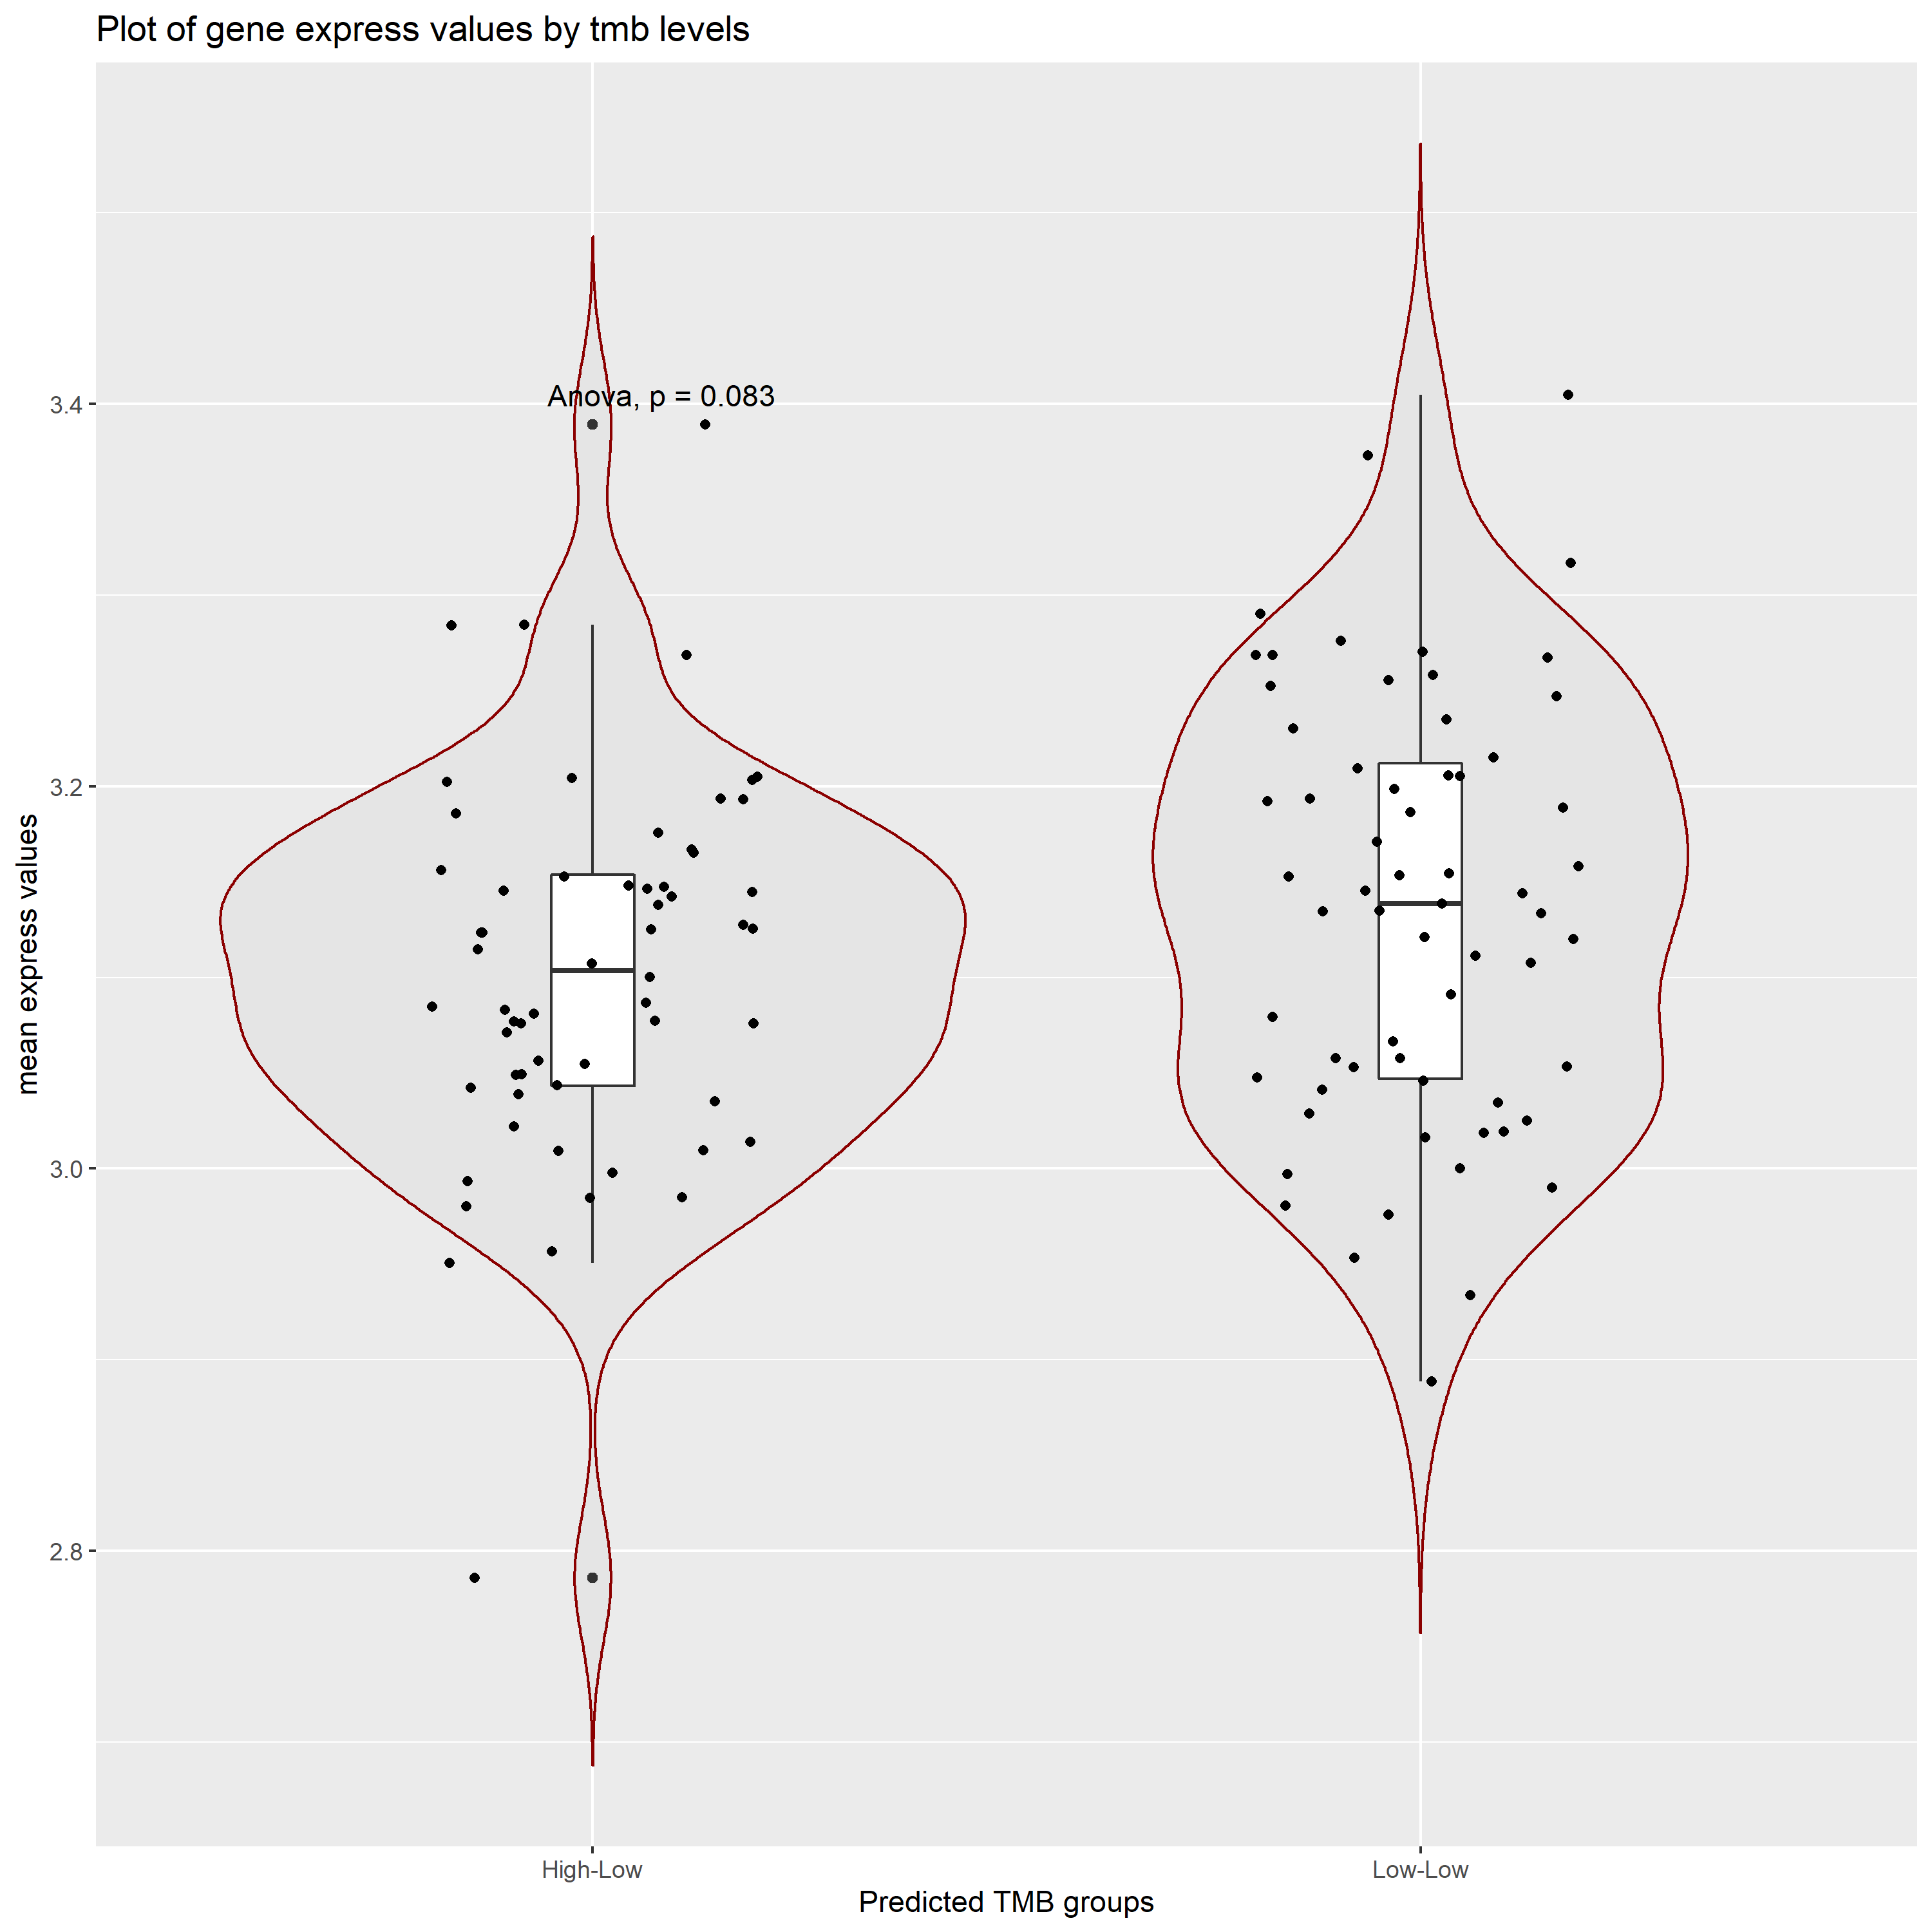 Plot of gene express values by tmb levels
Anova, p = 0.083
3.4
3.2
3.0
2.8
mean express values
High-Low
Low-Low
Predicted TMB groups